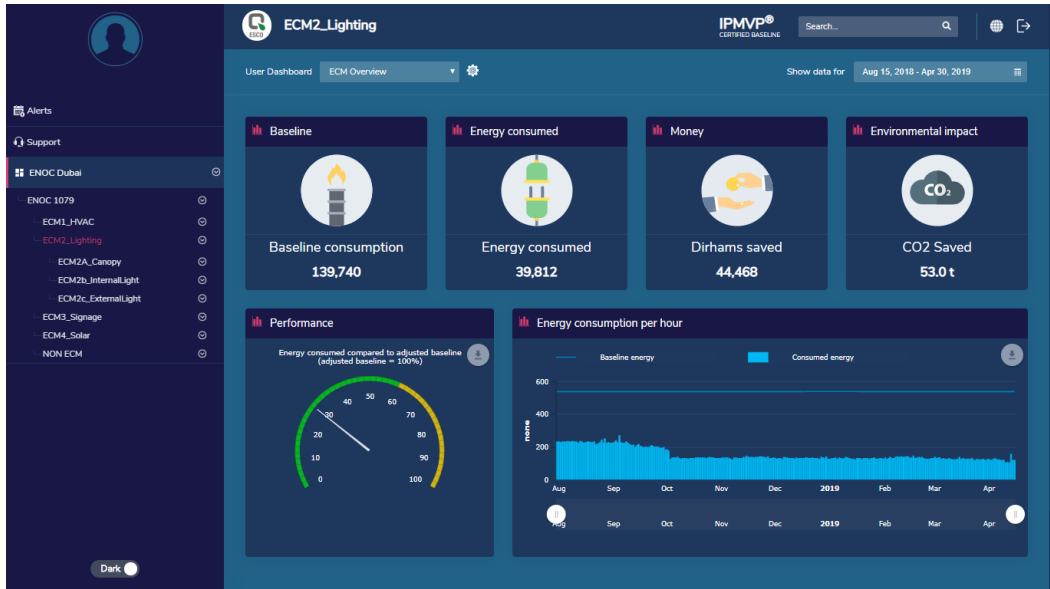 ESCO
ECM2_Lighting
IPMVP®
CERTIFIED BASELINE
Search...
User Dashboard
ECM Overview
Show data for
Aug 15, 2018 - Apr 30, 2019
Alerts
Support
ENOC Dubai
ENOC 1079
ECM1_HVAC
ECM2_Lighting
ECM2A_Canopy
ECM2b_InternalLight
ECM2c_ExternalLight
ECM3_Signage
ECM4_Solar
NON ECM
Dark
Baseline
Baseline consumption
139,740
Energy consumed
Energy consumed
39,812
Money
Dirhams saved
44,468
Environmental impact
CO2
CO2 Saved
53.0 t
Performance
Energy consumed compared to adjusted baseline
(adjusted baseline = 100%)
0
10
20
30
40
50
60
70
80
90
100
Energy consumption per hour
Baseline energy
Consumed energy
none
600
400
200
0
Aug Sep Oct Nov Dec 2019 Feb Mar Apr
Aug Sep Oct Nov Dec 2019 Feb Mar Apr